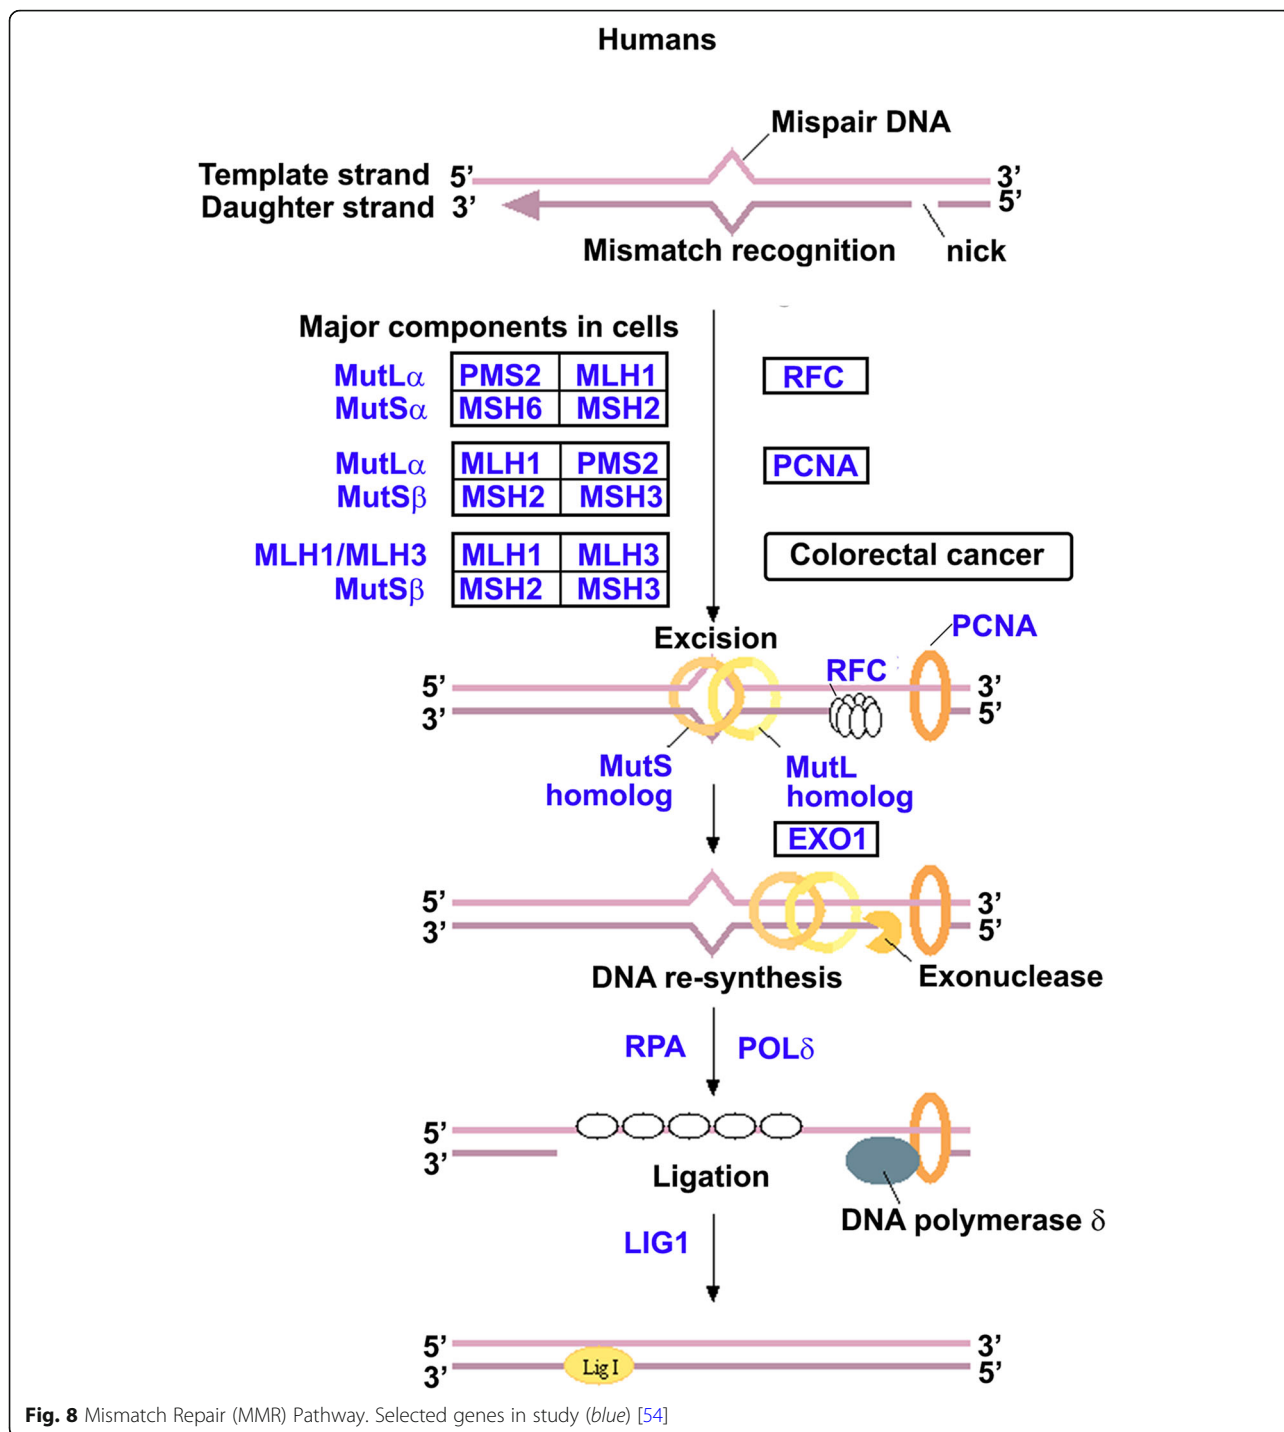 Humans
Mispair DNA
Template strand 5’ 3’
Daughter strand 3’ 5’
Mismatch recognition nick
Major components in cells
MutLα PMS2 MLH1 RFC
MutSα MSH6 MSH2
MutLα MLH1 PMS2 PCNA
MutSβ MSH2 MSH3
MLH1/MLH3 MLH1 MLH3 Colorectal cancer
MutSβ MSH2 MSH3
Excision PCNA
RFC
5’ 3’
3’ 5’
MutS MutL
homolog homolog
EXO1
5’ 3’
3’ 5’
DNA re-synthesis Exonuclease
RPA POLδ
5’
3’
Ligation
DNA polymerase δ
LIG1
5’ 3’
3’ Lig I 5’
Fig. 8 Mismatch Repair (MMR) Pathway. Selected genes in study (blue) [54]